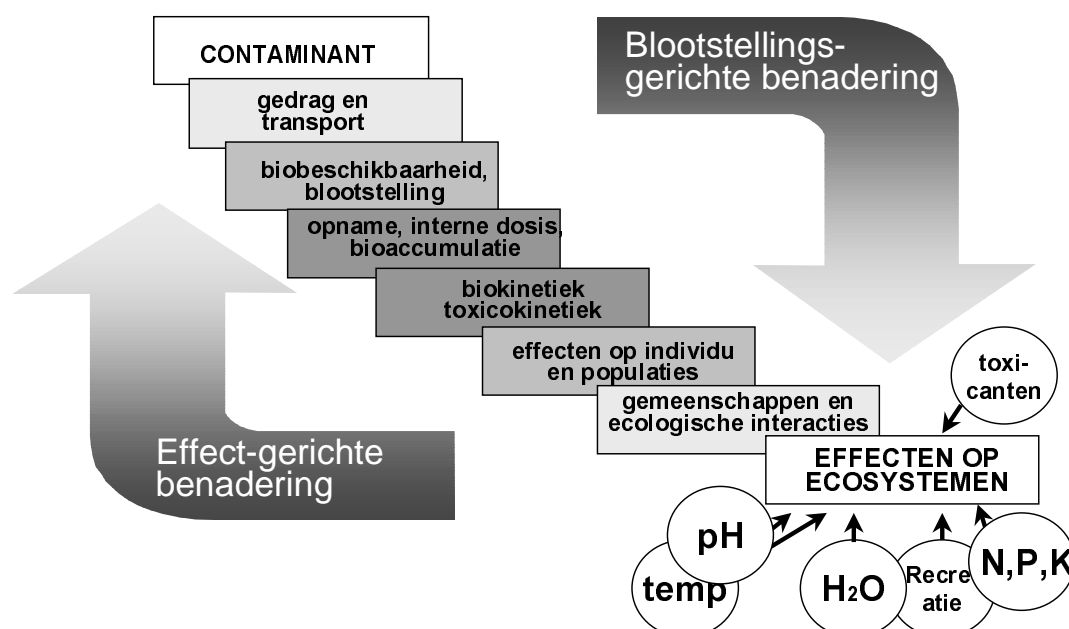 CONTAMINANT
gedrag en
transport
biobeschikbaarheid,
blootstelling
opname, interne dosis,
bioaccumulatie
biokinetiek
toxicokinetiek
effecten op individu
en populaties
gemeenschappen en
ecologische interacties
EFFECTEN OP
ECOSYSTEMEN
Blootstellings-
gerichte benadering
Effect-gerichte
benadering
toxi-
canten
pH
temp
H2O
Recre
atie
N,P,K